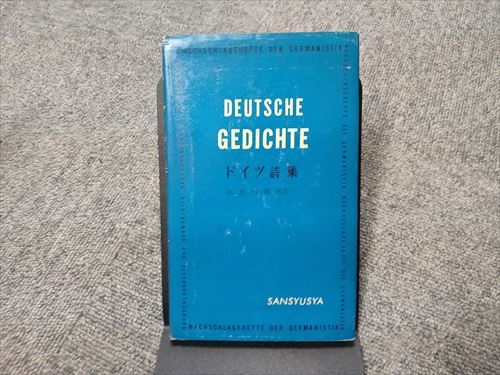 NACHSCHLAGEHEFTE DER GERMANISTIK
DEUTSCHE
GEDICHTE
ドイツ詩集
SANSYUSYA
NACHSCHLAGEHEFTE DER GERMANISTIK